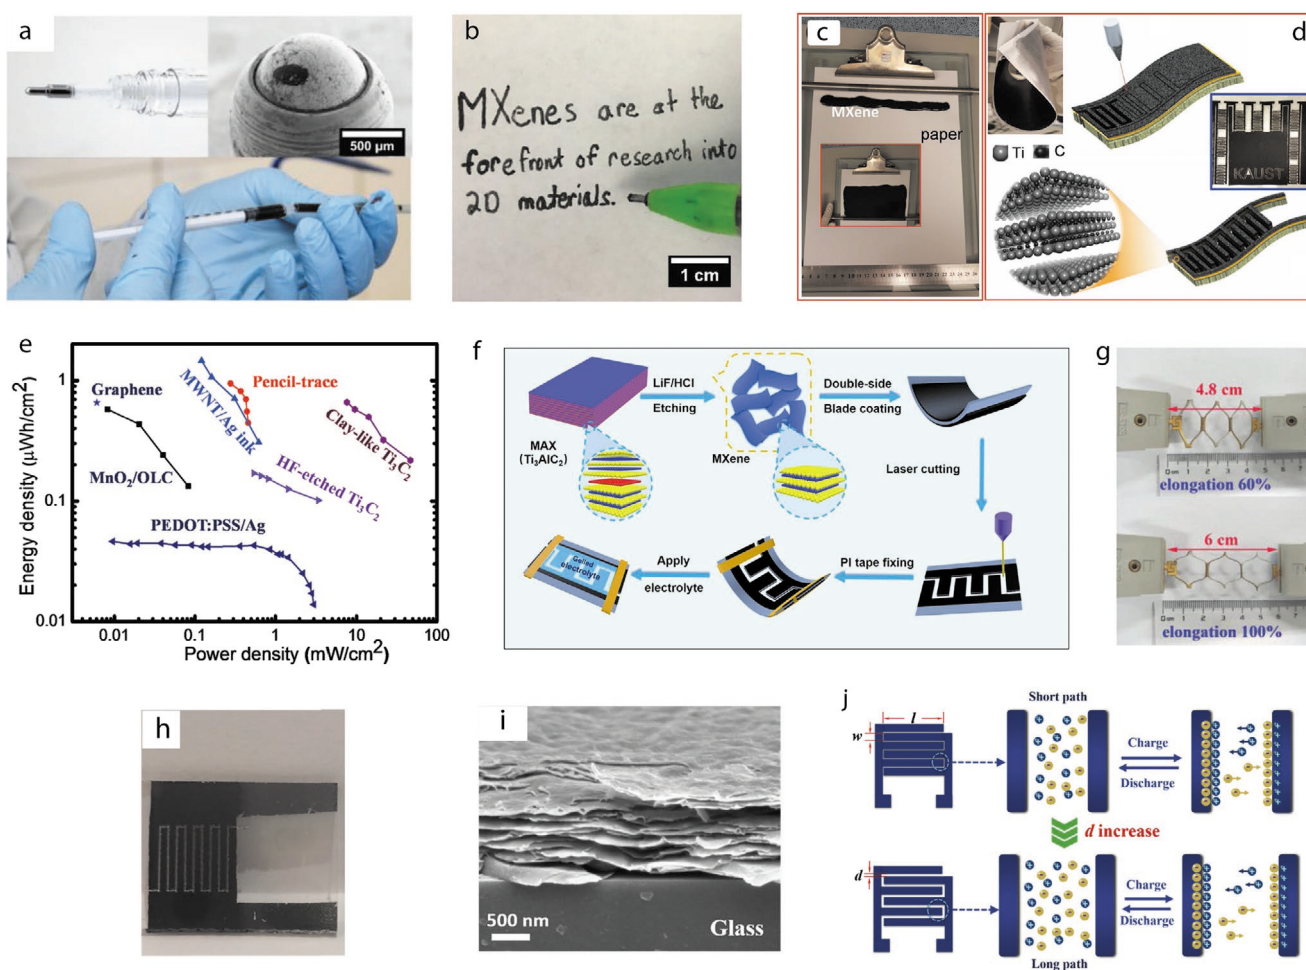 a
500 µm
b
MXenes are at the
forefront of research into
2D materials.
1 cm
c
MXene
paper
d
Ti
C
KAUST
e
Energy density (µWh/cm²)
1
0.1
0.01
Graphene
MnO₂/OLC
MWNT/Ag ink
Pencil-trace
Clay-like Ti₃C₂
HF-etched Ti₃C₂
PEDOT:PSS/Ag
0.01 0.1 1 10 100
Power density (mW/cm²)
f
MAX
(Ti₃AlC₂)
LiF/HCl
Etching
MXene
Double-side
Blade coating
Laser cutting
PI tape fixing
Apply
electrolyte
Gelled
electrolyte
g
4.8 cm
elongation 60%
6 cm
elongation 100%
h
i
500 nm
Glass
j
l
w
Short path
Charge
Discharge
d increase
d
Charge
Discharge
Long path